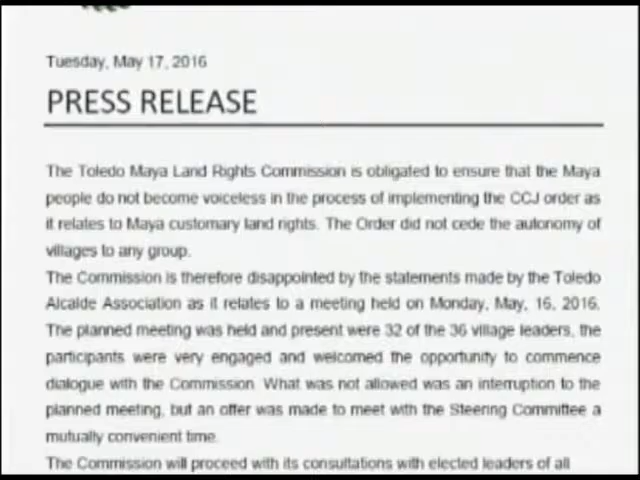 Tuesday, May 17, 2016
PRESS RELEASE
The Toledo Maya Land Rights Commission is obligated to ensure that the Maya
people do not become voiceless in the process of implementing the CCJ order as
it relates to Maya customary land rights. The Order did not cede the autonomy of
villages to any group.
The Commission is therefore disappointed by the statements made by the Toledo
Alcalde Association as it relates to a meeting held on Monday, May, 16, 2016.
The planned meeting was held and present were 32 of the 36 village leaders, the
participants were very engaged and welcomed the opportunity to commence
dialogue with the Commission. What was not allowed was an interruption to the
planned meeting, but an offer was made to meet with the Steering Committee a
mutually convenient time.
The Commission will proceed with its consultations with elected leaders of all